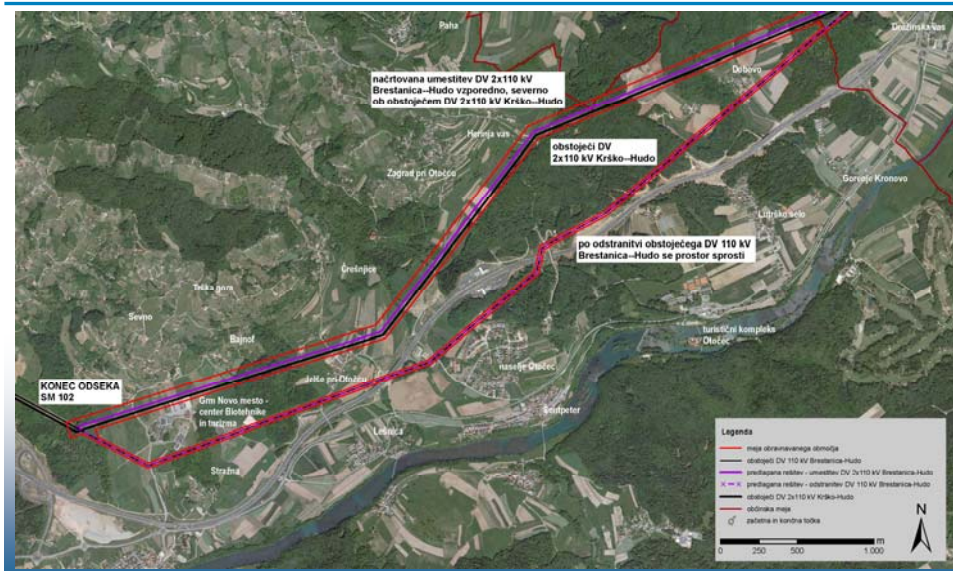 Paha
Družinska vas
načrtovana umestitev DV 2x110 kV
Brestanica--Hudo vzporedno, severno
ob obstoječem DV 2x110 kV Krško--Hudo
Dobovo
Herinja vas
obstoječi DV
2x110 kV Krško--Hudo
Zagrad pri Otočcu
Gorenje Kronovo
Lutrško selo
po odstranitvi obstoječega DV 110 kV
Brestanica--Hudo se prostor sprosti
Črešnjice
Trška gora
Sevno
Bajnof
turistični kompleks
Otočec
naselje Otočec
KONEC ODSEKA
SM 102
Jelše pri Otočcu
Grm Novo mesto -
center Biotehnike
in turizma
Šentpeter
Lešnica
Stražna
Legenda
meja obravnavanega območja
obstoječi DV 110 kV Brestanica-Hudo
predlagana rešitev - umestitev DV 2x110 kV Brestanica-Hudo
predlagana rešitev - odstranitev DV 110 kV Brestanica-Hudo
obstoječi DV 2x110 kV Krško-Hudo
občinska meja
začetna in končna točka
N
0 250 500 1.000
m